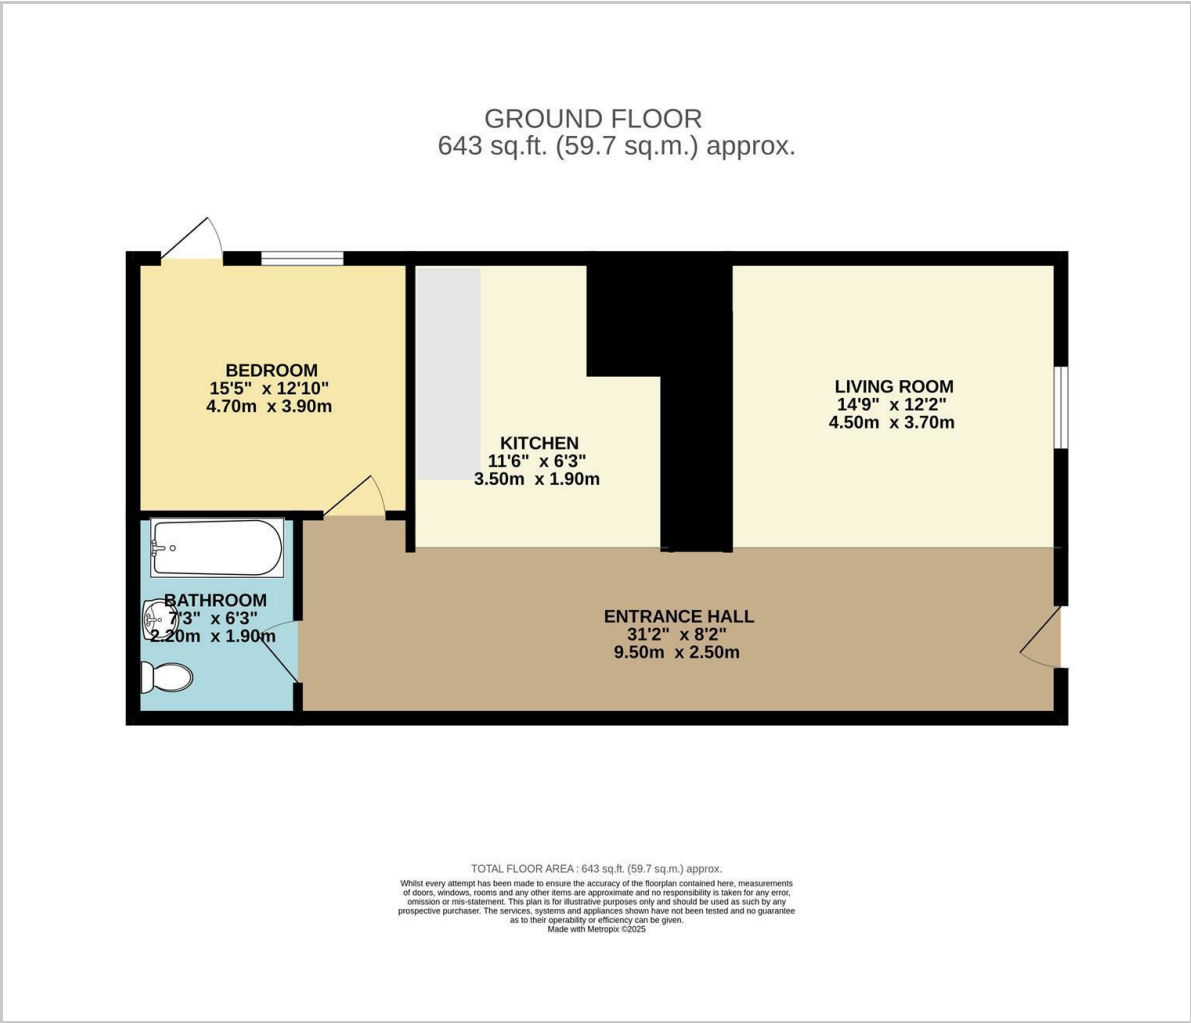 GROUND FLOOR
643 sq.ft. (59.7 sq.m.) approx.
BEDROOM
15'5" x 12'10"
4.70m x 3.90m
KITCHEN
11'6" x 6'3"
3.50m x 1.90m
LIVING ROOM
14'9" x 12'2"
4.50m x 3.70m
BATHROOM
7'3" x 6'3"
2.20m x 1.90m
ENTRANCE HALL
31'2" x 8'2"
9.50m x 2.50m
TOTAL FLOOR AREA : 643 sq.ft. (59.7 sq.m.) approx.
Whilst every attempt has been made to ensure the accuracy of the floorplan contained here, measurements
of doors, windows, rooms and any other items are approximate and no responsibility is taken for any error,
omission or mis-statement. This plan is for illustrative purposes only and should be used as such by any
prospective purchaser. The services, systems and appliances shown have not been tested and no guarantee
as to their operability or efficiency can be given.
Made with Metropix ©2025